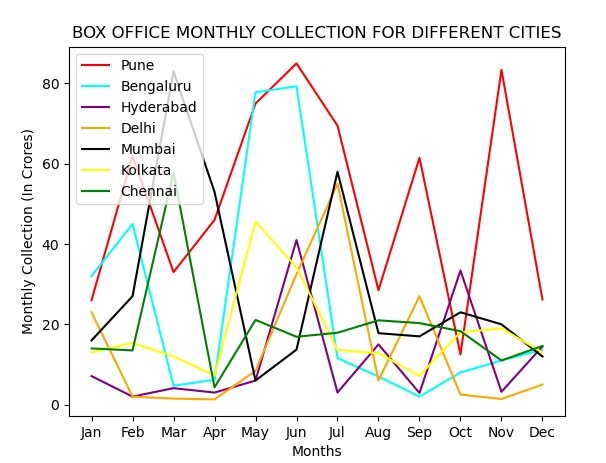 BOX OFFICE MONTHLY COLLECTION FOR DIFFERENT CITIES
Pune
Bengaluru
Hyderabad
Delhi
Mumbai
Kolkata
Chennai
Monthly Collection (In Crores)
80
60
40
20
0
Jan Feb Mar Apr May Jun Jul Aug Sep Oct Nov Dec
Months